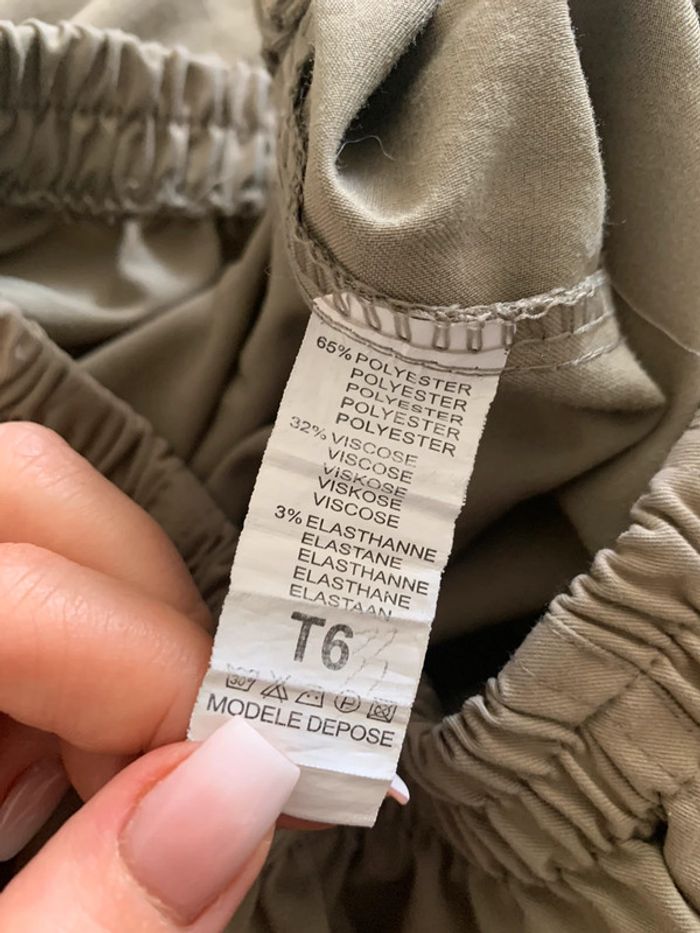 65% POLYESTER
POLYESTER
POLYESTER
POLYESTER
POLYESTER
32% VISCOSE
VISCOSE
VISKOSE
VISKOSE
VISCOSE
3% ELASTHANNE
ELASTANE
ELASTHANNE
ELASTHANE
ELASTAAN
T6
30° P
MODELE DEPOSE